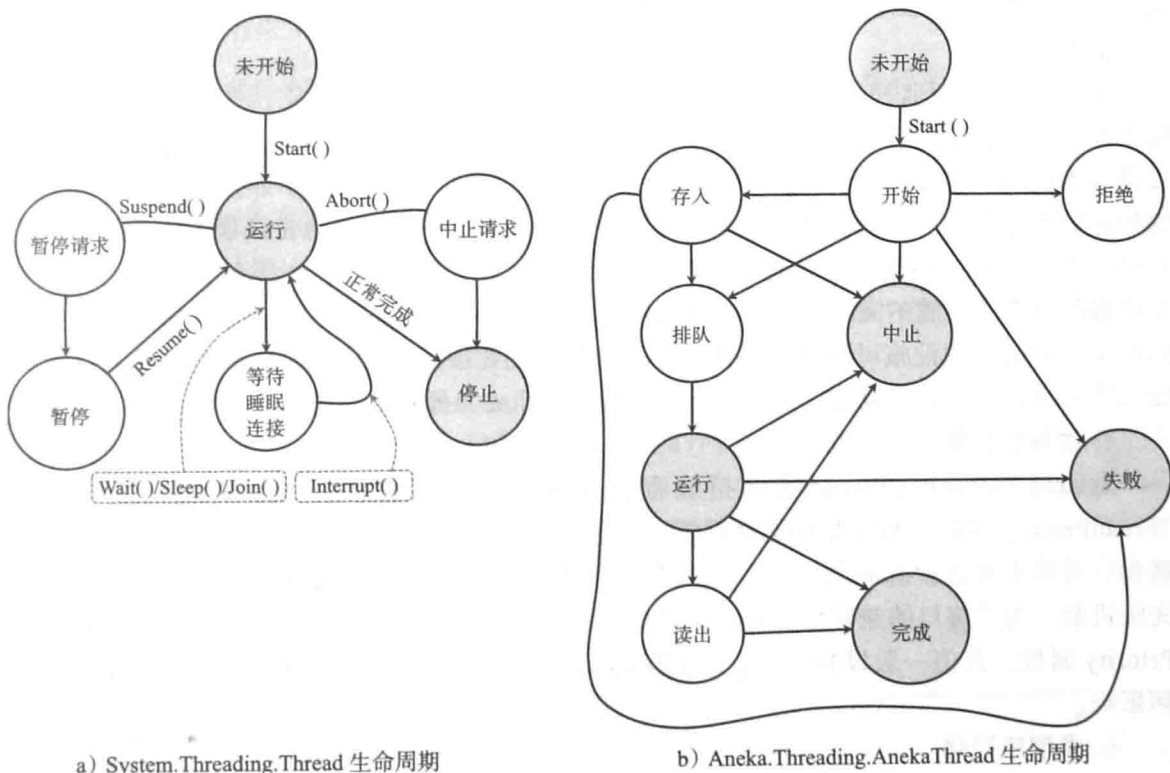 未开始
Start( )
Suspend( )
Abort( )
暂停请求
运行
中止请求
正常完成
Resume( )
暂停
等待
睡眠
连接
停止
Wait( )/Sleep( )/Join( )
Interrupt( )
a）System.Threading.Thread 生命周期
未开始
Start ( )
存入
开始
拒绝
排队
中止
运行
失败
读出
完成
b）Aneka.Threading.AnekaThread 生命周期